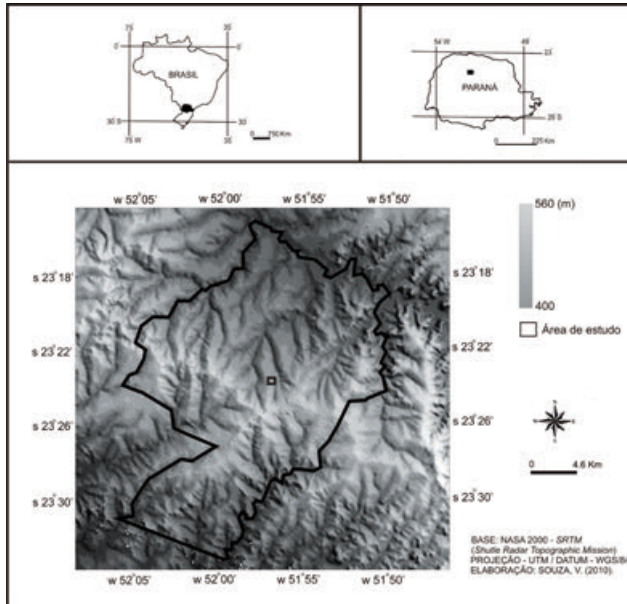 75° 35°
0° 0°
BRASIL
30° S 30°
75° W 35°
0 750 Km
54° W 48°
23°
PARANÁ
26° S
0 225 Km
w 52°05' w 52°00' w 51°55' w 51°50'
560 (m)
400
Área de estudo
s 23°18' s 23°18'
s 23°22' s 23°22'
s 23°26' s 23°26'
s 23°30' s 23°30'
w 52°05' w 52°00' w 51°55' w 51°50'
0 4.6 Km
BASE: NASA 2000 - SRTM
(Shutle Radar Topographic Mission)
PROJEÇÃO - UTM / DATUM - WGS/84
ELABORAÇÃO: SOUZA, V. (2010).